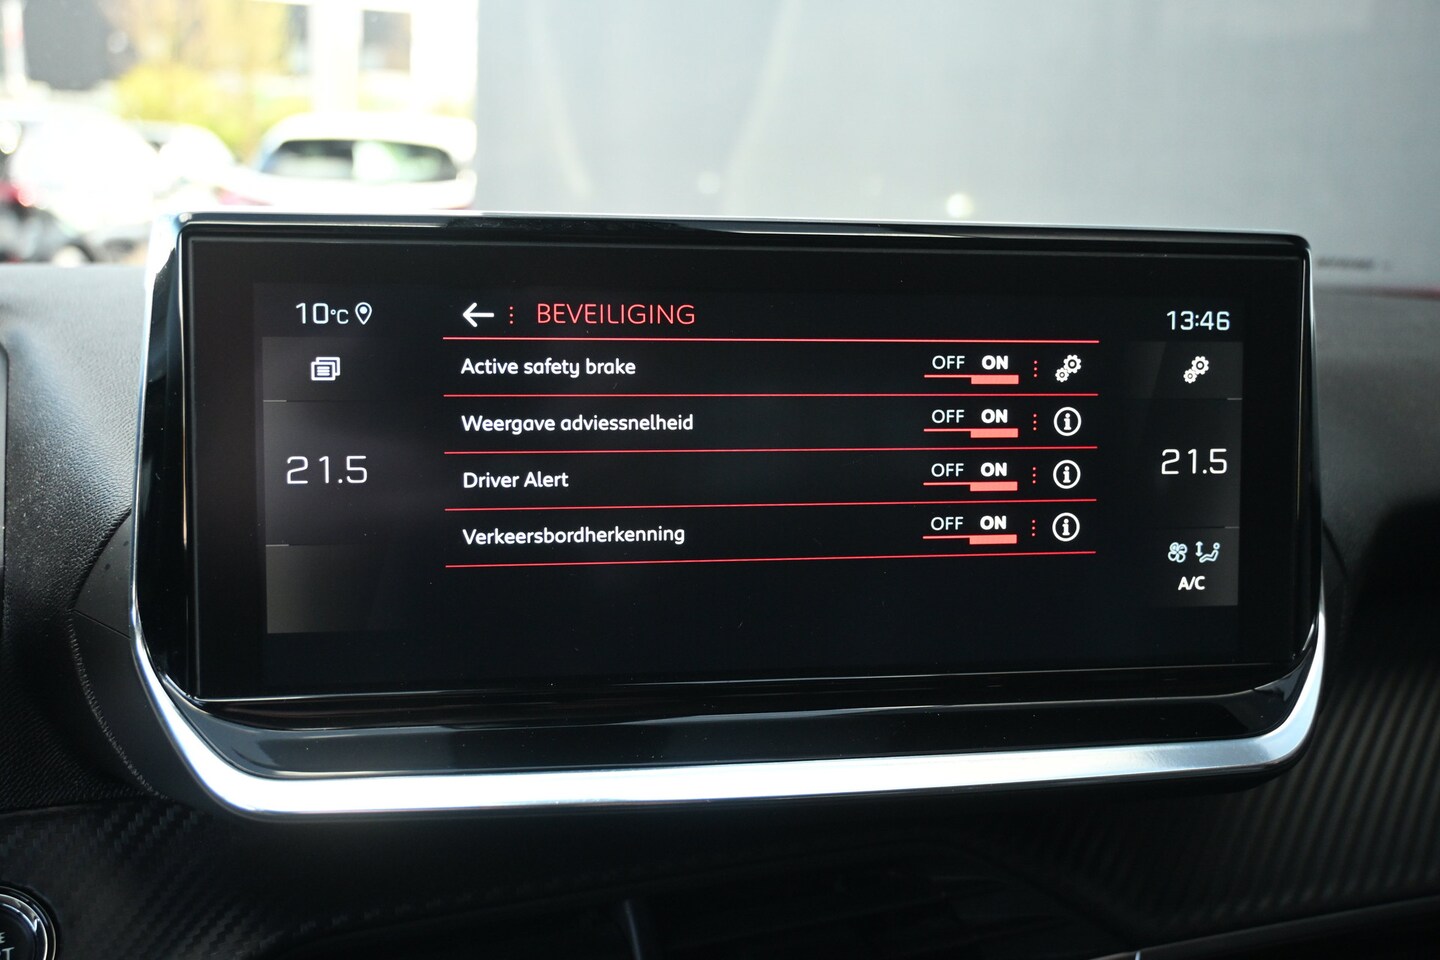 10°C
BEVEILIGING
13:46
Active safety brake OFF ON
Weergave adviessnelheid OFF ON
21.5
21.5
Driver Alert OFF ON
Verkeersbordherkenning OFF ON
A/C